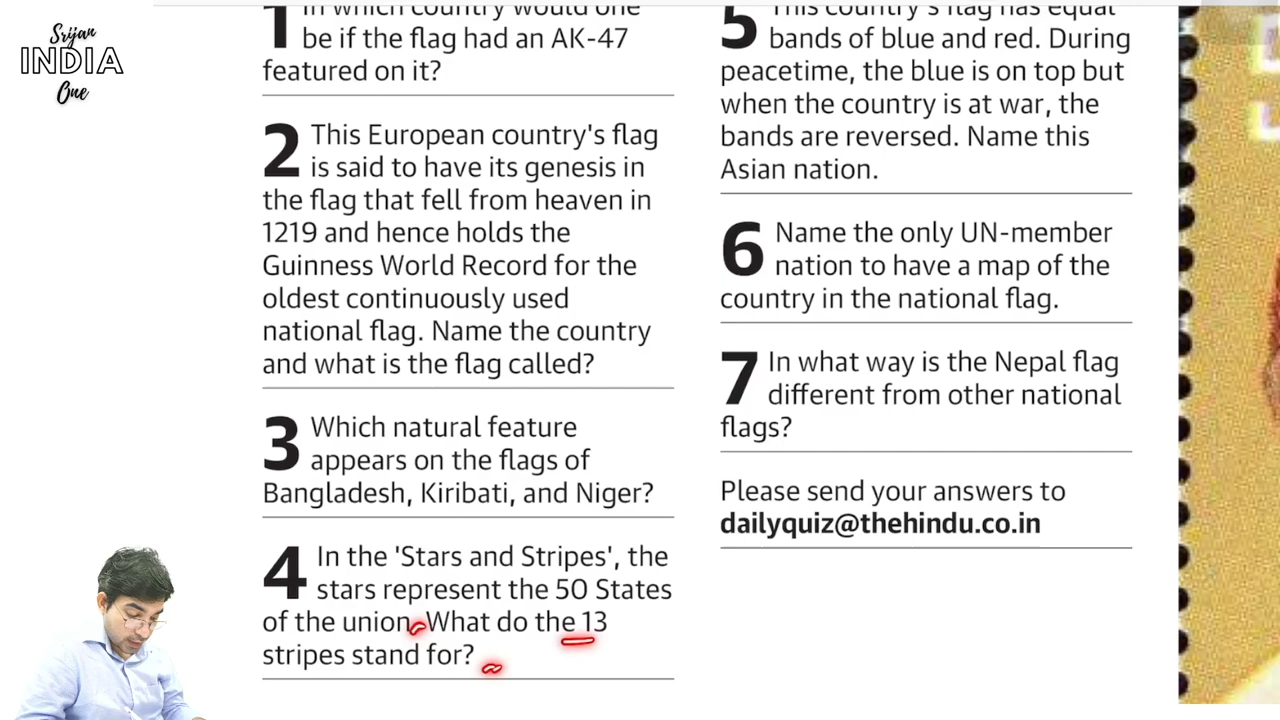 Srijan
INDIA
One
1 In which country would one
be if the flag had an AK-47
featured on it?
2 This European country's flag
is said to have its genesis in
the flag that fell from heaven in
1219 and hence holds the
Guinness World Record for the
oldest continuously used
national flag. Name the country
and what is the flag called?
3 Which natural feature
appears on the flags of
Bangladesh, Kiribati, and Niger?
4 In the 'Stars and Stripes', the
stars represent the 50 States
of the union. What do the 13
stripes stand for?
5 This country's flag has equal
bands of blue and red. During
peacetime, the blue is on top but
when the country is at war, the
bands are reversed. Name this
Asian nation.
6 Name the only UN-member
nation to have a map of the
country in the national flag.
7 In what way is the Nepal flag
different from other national
flags?
Please send your answers to
dailyquiz@thehindu.co.in